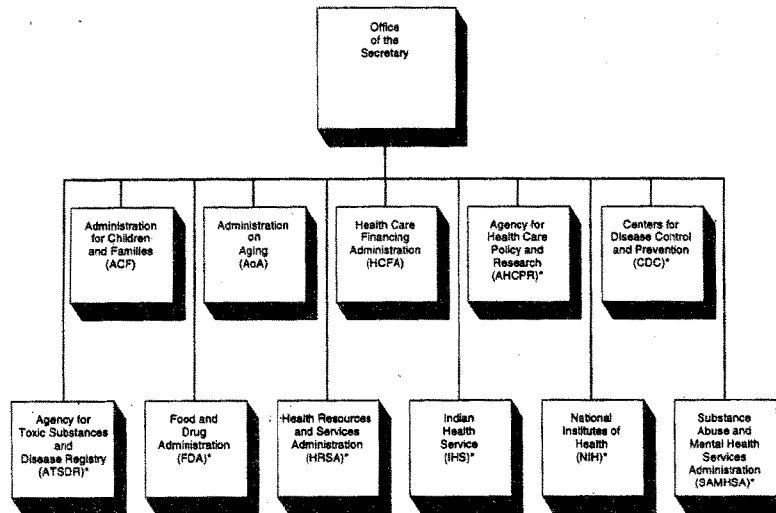 Office
of the
Secretary
Administration
for Children
and Families
(ACF)
Administration
on
Aging
(AoA)
Health Care
Financing
Administration
(HCFA)
Agency for
Health Care
Policy and
Research
(AHCPR)*
Centers for
Disease Control
and Prevention
(CDC)*
Agency for
Toxic Substances
and
Disease Registry
(ATSDR)*
Food and
Drug
Administration
(FDA)*
Health Resources
and Services
Administration
(HRSA)*
Indian
Health
Service
(IHS)*
National
Institutes of
Health
(NIH)*
Substance
Abuse and
Mental Health
Services
Administration
(SAMHSA)*